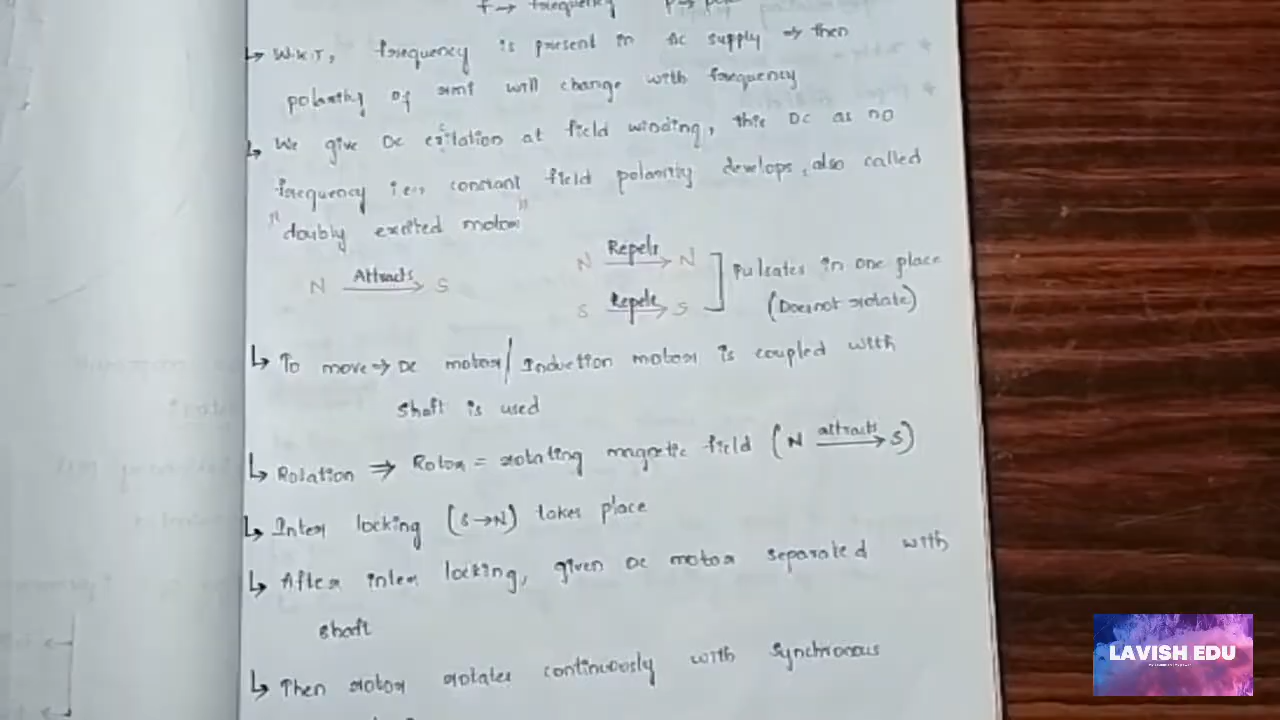 f → frequency P →
↳ W.K.T, frequency is present in AC supply ⇒ then
polarity of rmf will change with frequency
↳ We give DC exitation at field winding, this DC as no
frequency i.e., constant field polarity develops, also called
"doubly excited motor"
N Attracts→ S
N Repels→ N
S Repels→ S
Pulsates in one place
(Does not rotate)
↳ To move ⇒ DC motor/Induction motor is coupled with
shaft is used
↳ Rotation ⇒ Rotor = rotating magnetic field (N attracts→ S)
↳ Inter locking (S→N) takes place
↳ After inter locking, given DC motor separated with
shaft
↳ Then rotor rotates continuously with synchronous
LAVISH EDU